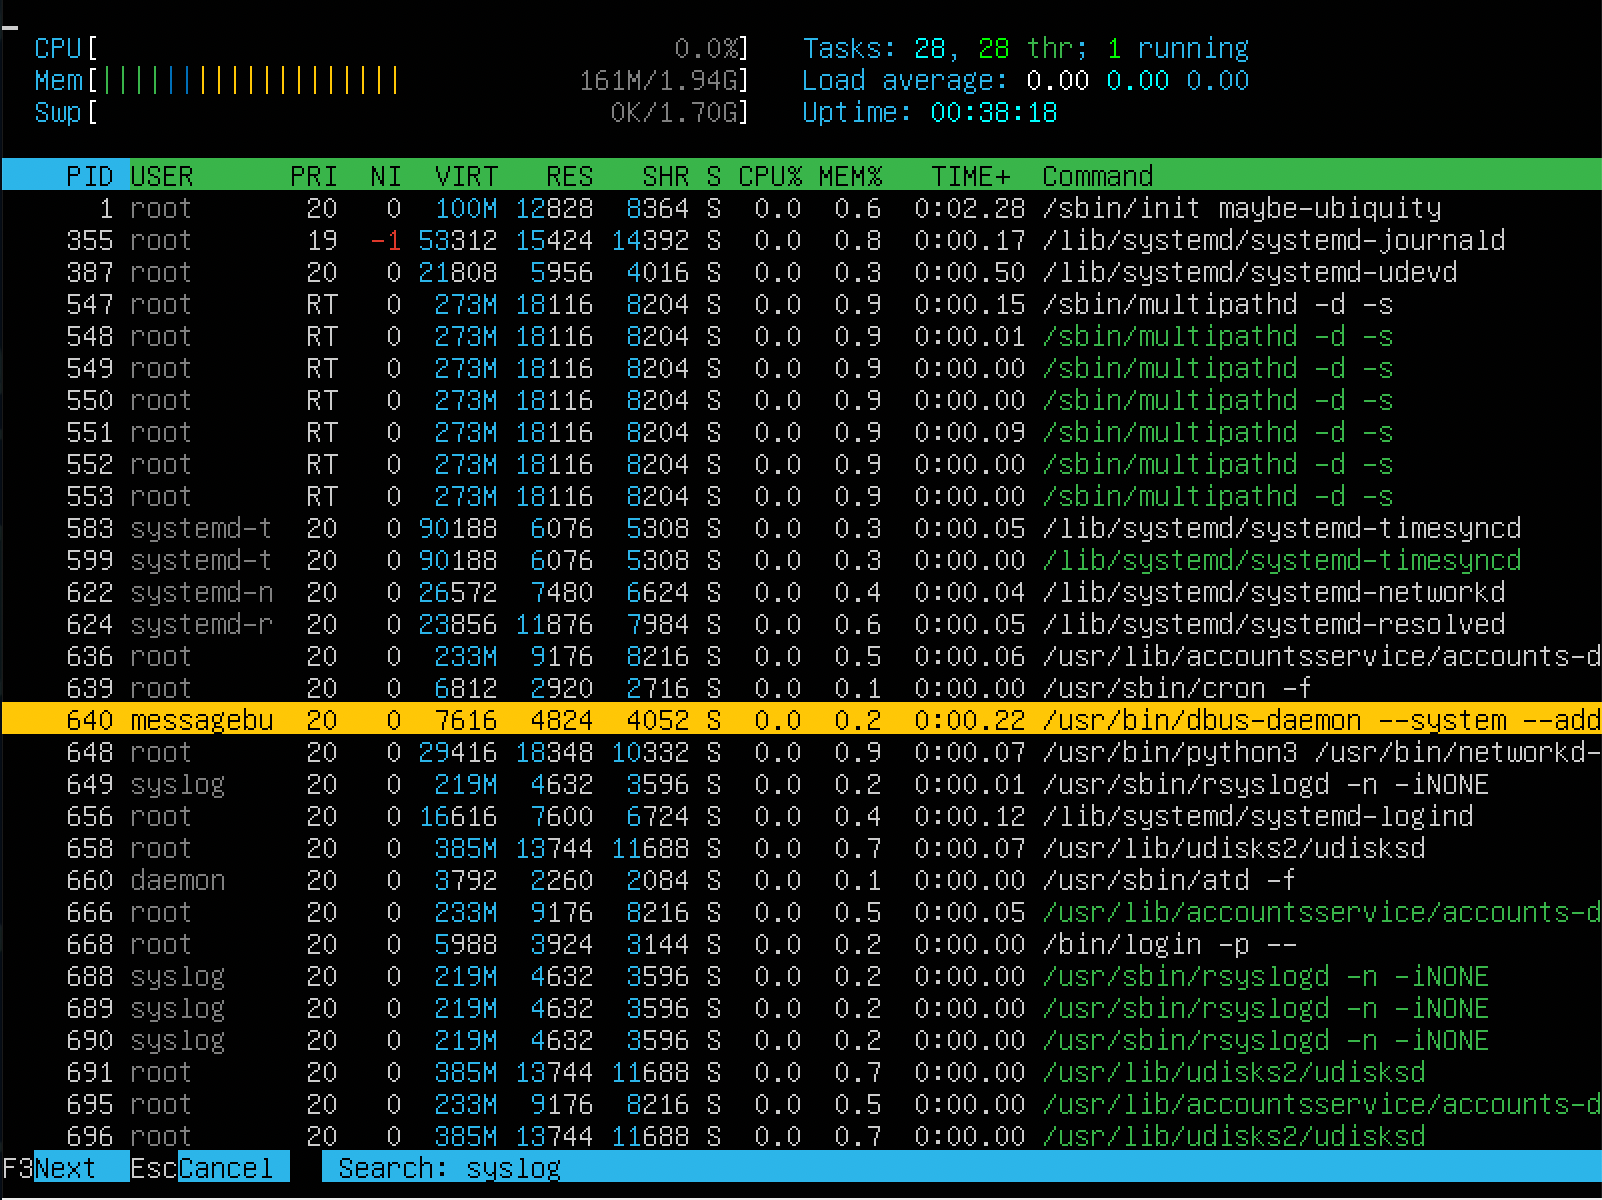 CPU[ 0.0%] Tasks: 28, 28 thr; 1 running
Mem[||||||||||||||||||| 161M/1.94G] Load average: 0.00 0.00 0.00
Swp[ 0K/1.70G] Uptime: 00:38:18
PID USER PRI NI VIRT RES SHR S CPU% MEM% TIME+ Command
1 root 20 0 100M 12828 8364 S 0.0 0.6 0:02.28 /sbin/init maybe-ubiquity
355 root 19 -1 53312 15424 14392 S 0.0 0.8 0:00.17 /lib/systemd/systemd-journald
387 root 20 0 21808 5956 4016 S 0.0 0.3 0:00.50 /lib/systemd/systemd-udevd
547 root RT 0 273M 18116 8204 S 0.0 0.9 0:00.15 /sbin/multipathd -d -s
548 root RT 0 273M 18116 8204 S 0.0 0.9 0:00.01 /sbin/multipathd -d -s
549 root RT 0 273M 18116 8204 S 0.0 0.9 0:00.00 /sbin/multipathd -d -s
550 root RT 0 273M 18116 8204 S 0.0 0.9 0:00.00 /sbin/multipathd -d -s
551 root RT 0 273M 18116 8204 S 0.0 0.9 0:00.09 /sbin/multipathd -d -s
552 root RT 0 273M 18116 8204 S 0.0 0.9 0:00.00 /sbin/multipathd -d -s
553 root RT 0 273M 18116 8204 S 0.0 0.9 0:00.00 /sbin/multipathd -d -s
583 systemd-t 20 0 90188 6076 5308 S 0.0 0.3 0:00.05 /lib/systemd/systemd-timesyncd
599 systemd-t 20 0 90188 6076 5308 S 0.0 0.3 0:00.00 /lib/systemd/systemd-timesyncd
622 systemd-n 20 0 26572 7480 6624 S 0.0 0.4 0:00.04 /lib/systemd/systemd-networkd
624 systemd-r 20 0 23856 11876 7984 S 0.0 0.6 0:00.05 /lib/systemd/systemd-resolved
636 root 20 0 233M 9176 8216 S 0.0 0.5 0:00.06 /usr/lib/accountsservice/accounts-d
639 root 20 0 6812 2920 2716 S 0.0 0.1 0:00.00 /usr/sbin/cron -f
640 messagebu 20 0 7616 4824 4052 S 0.0 0.2 0:00.22 /usr/bin/dbus-daemon --system --add
648 root 20 0 29416 18348 10332 S 0.0 0.9 0:00.07 /usr/bin/python3 /usr/bin/networkd-
649 syslog 20 0 219M 4632 3596 S 0.0 0.2 0:00.01 /usr/sbin/rsyslogd -n -iNONE
656 root 20 0 16616 7600 6724 S 0.0 0.4 0:00.12 /lib/systemd/systemd-logind
658 root 20 0 385M 13744 11688 S 0.0 0.7 0:00.07 /usr/lib/udisks2/udisksd
660 daemon 20 0 3792 2260 2084 S 0.0 0.1 0:00.00 /usr/sbin/atd -f
666 root 20 0 233M 9176 8216 S 0.0 0.5 0:00.05 /usr/lib/accountsservice/accounts-d
668 root 20 0 5988 3924 3144 S 0.0 0.2 0:00.00 /bin/login -p --
688 syslog 20 0 219M 4632 3596 S 0.0 0.2 0:00.00 /usr/sbin/rsyslogd -n -iNONE
689 syslog 20 0 219M 4632 3596 S 0.0 0.2 0:00.00 /usr/sbin/rsyslogd -n -iNONE
690 syslog 20 0 219M 4632 3596 S 0.0 0.2 0:00.00 /usr/sbin/rsyslogd -n -iNONE
691 root 20 0 385M 13744 11688 S 0.0 0.7 0:00.00 /usr/lib/udisks2/udisksd
695 root 20 0 233M 9176 8216 S 0.0 0.5 0:00.00 /usr/lib/accountsservice/accounts-d
696 root 20 0 385M 13744 11688 S 0.0 0.7 0:00.00 /usr/lib/udisks2/udisksd
F3Next EscCancel Search: syslog